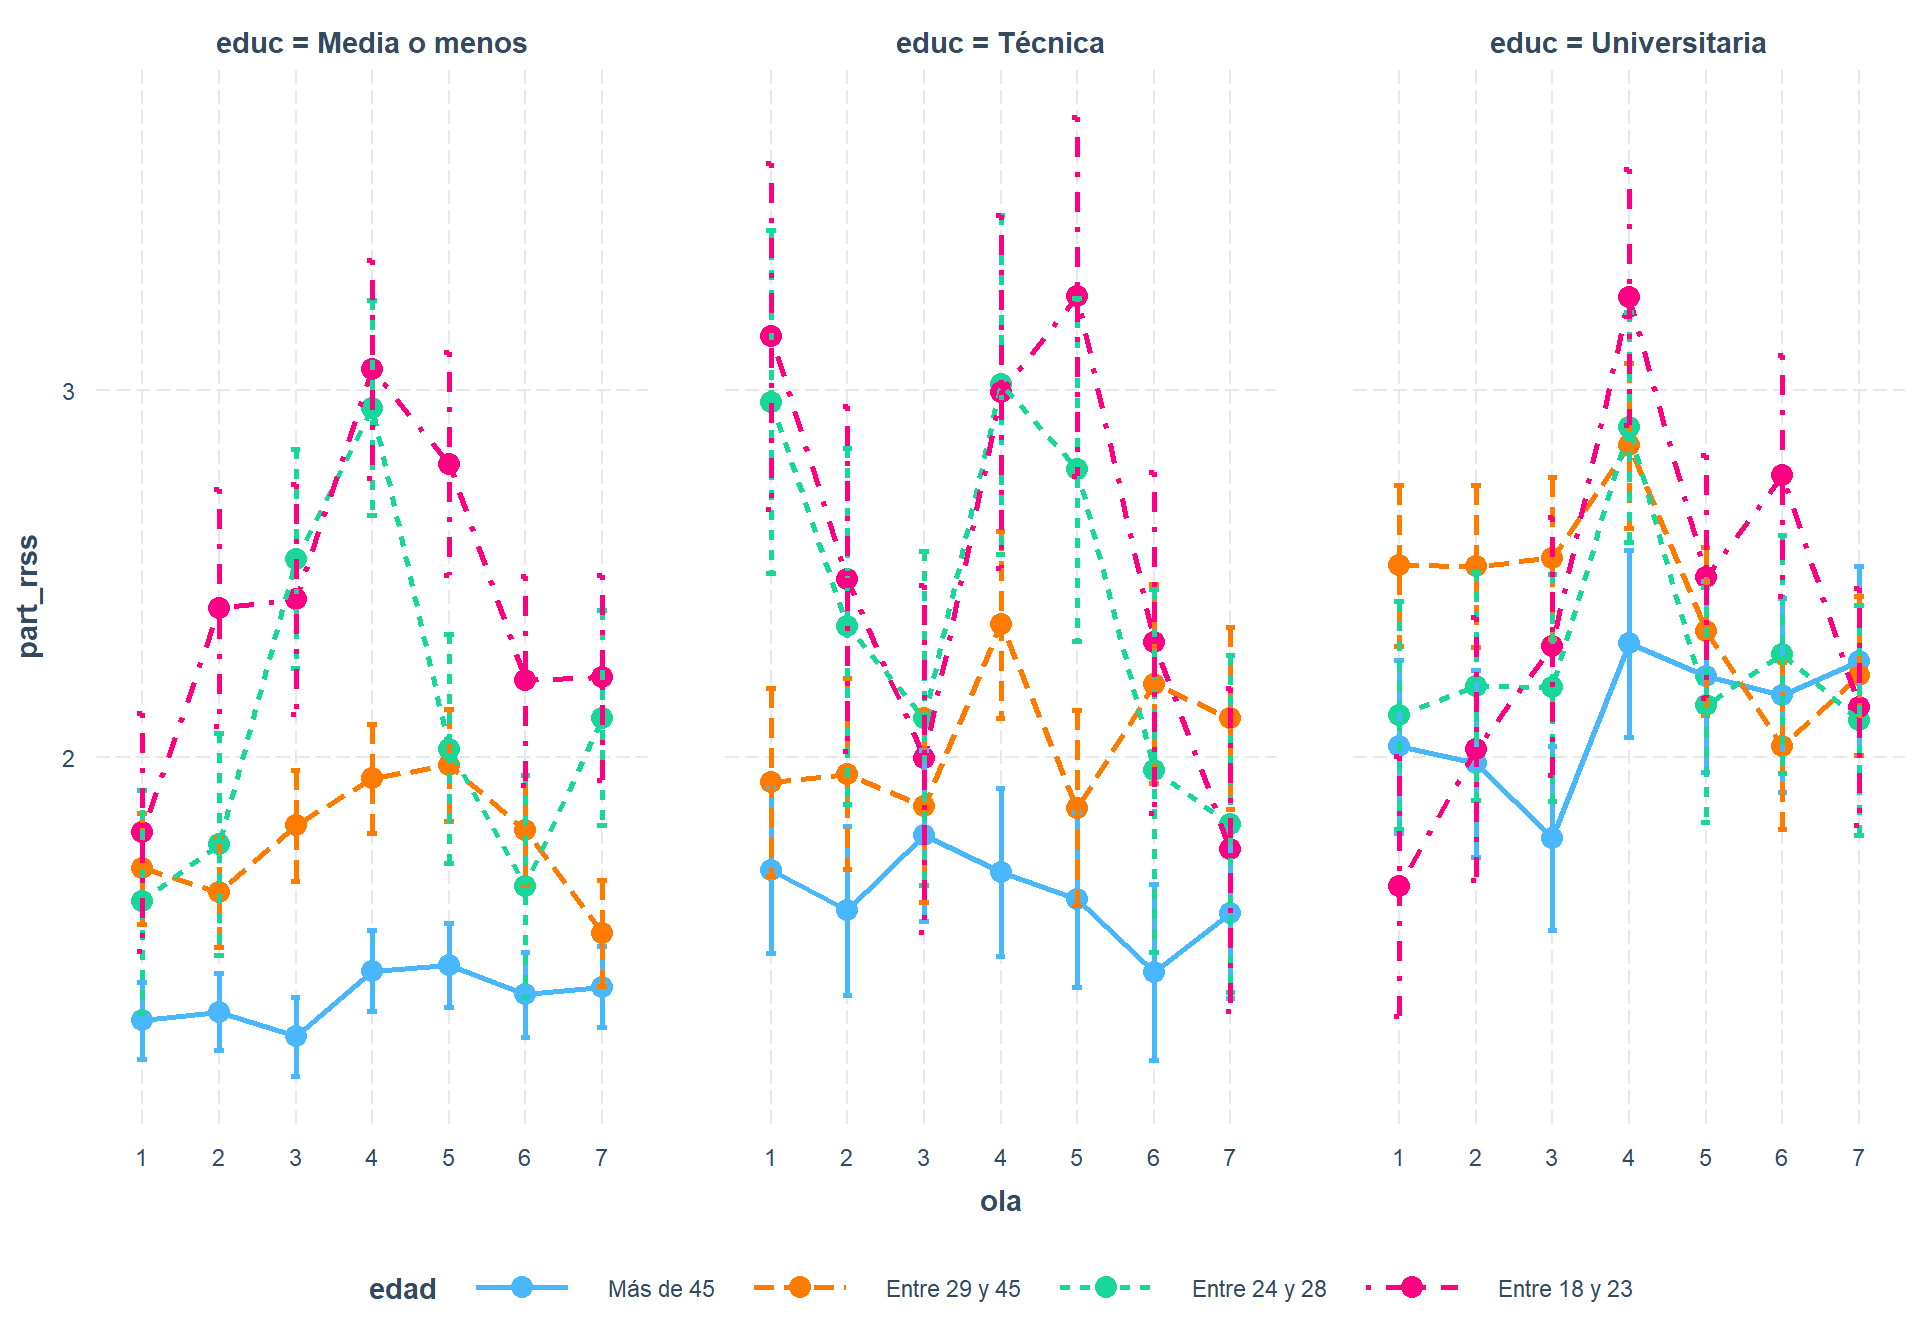 educ = Media o menos educ = Técnica educ = Universitaria
part_rrss
3
2
1 2 3 4 5 6 7 1 2 3 4 5 6 7 1 2 3 4 5 6 7
ola
edad Más de 45 Entre 29 y 45 Entre 24 y 28 Entre 18 y 23